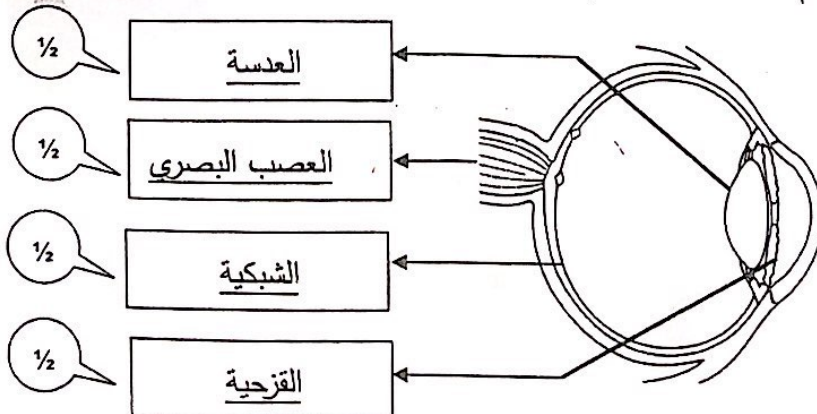 ½ العدسة
½ العصب البصري
½ الشبكية
½ القزحية